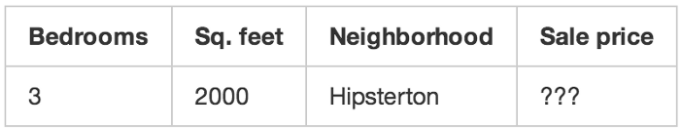 Bedrooms Sq. feet Neighborhood Sale price
3 2000 Hipsterton ???